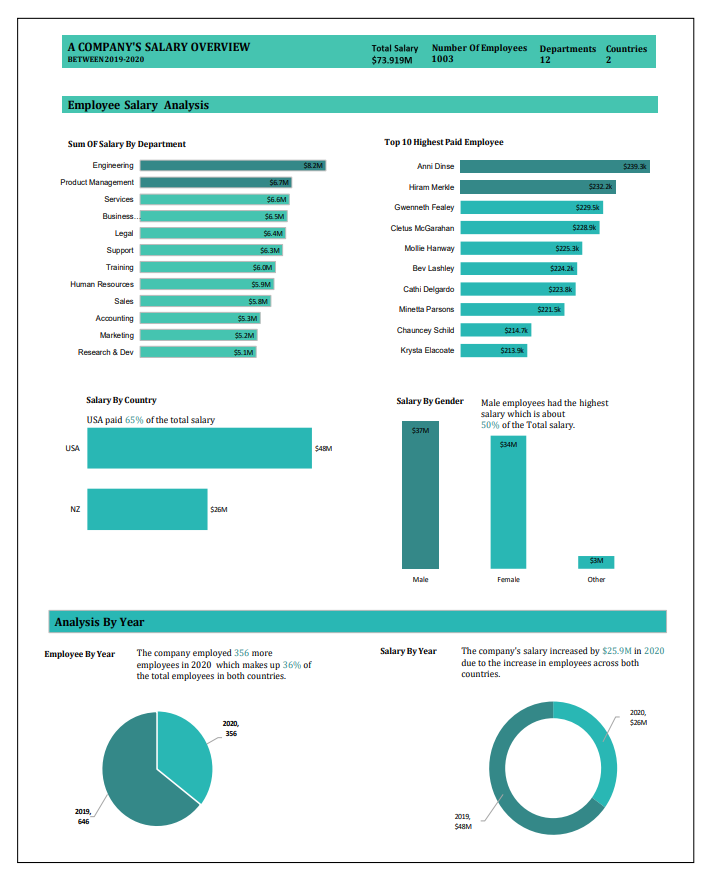 A COMPANY'S SALARY OVERVIEW
BETWEEN 2019-2020
Total Salary
$73.919M
Number Of Employees
1003
Departments
12
Countries
2
Employee Salary Analysis
Sum OF Salary By Department
Engineering $8.2M
Product Management $6.7M
Services $6.6M
Business... $6.5M
Legal $6.4M
Support $6.3M
Training $6.0M
Human Resources $5.9M
Sales $5.8M
Accounting $5.3M
Marketing $5.2M
Research & Dev $5.1M
Top 10 Highest Paid Employee
Anni Dinse $239.3k
Hiram Merkle $232.2k
Gwenneth Fealey $229.5k
Cletus McGarahan $228.9k
Mollie Hanway $225.3k
Bev Lashley $224.2k
Cathi Delgardo $223.8k
Minetta Parsons $221.5k
Chauncey Schild $214.7k
Krysta Elacoate $213.9k
Salary By Country
USA paid 65% of the total salary
USA $48M
NZ $26M
Salary By Gender
Male employees had the highest
salary which is about
50% of the Total salary.
$37M
$34M
$3M
Male Female Other
Analysis By Year
Employee By Year
The company employed 356 more
employees in 2020 which makes up 36% of
the total employees in both countries.
2020,
356
2019,
646
Salary By Year
The company's salary increased by $25.9M in 2020
due to the increase in employees across both
countries.
2020,
$26M
2019,
$48M